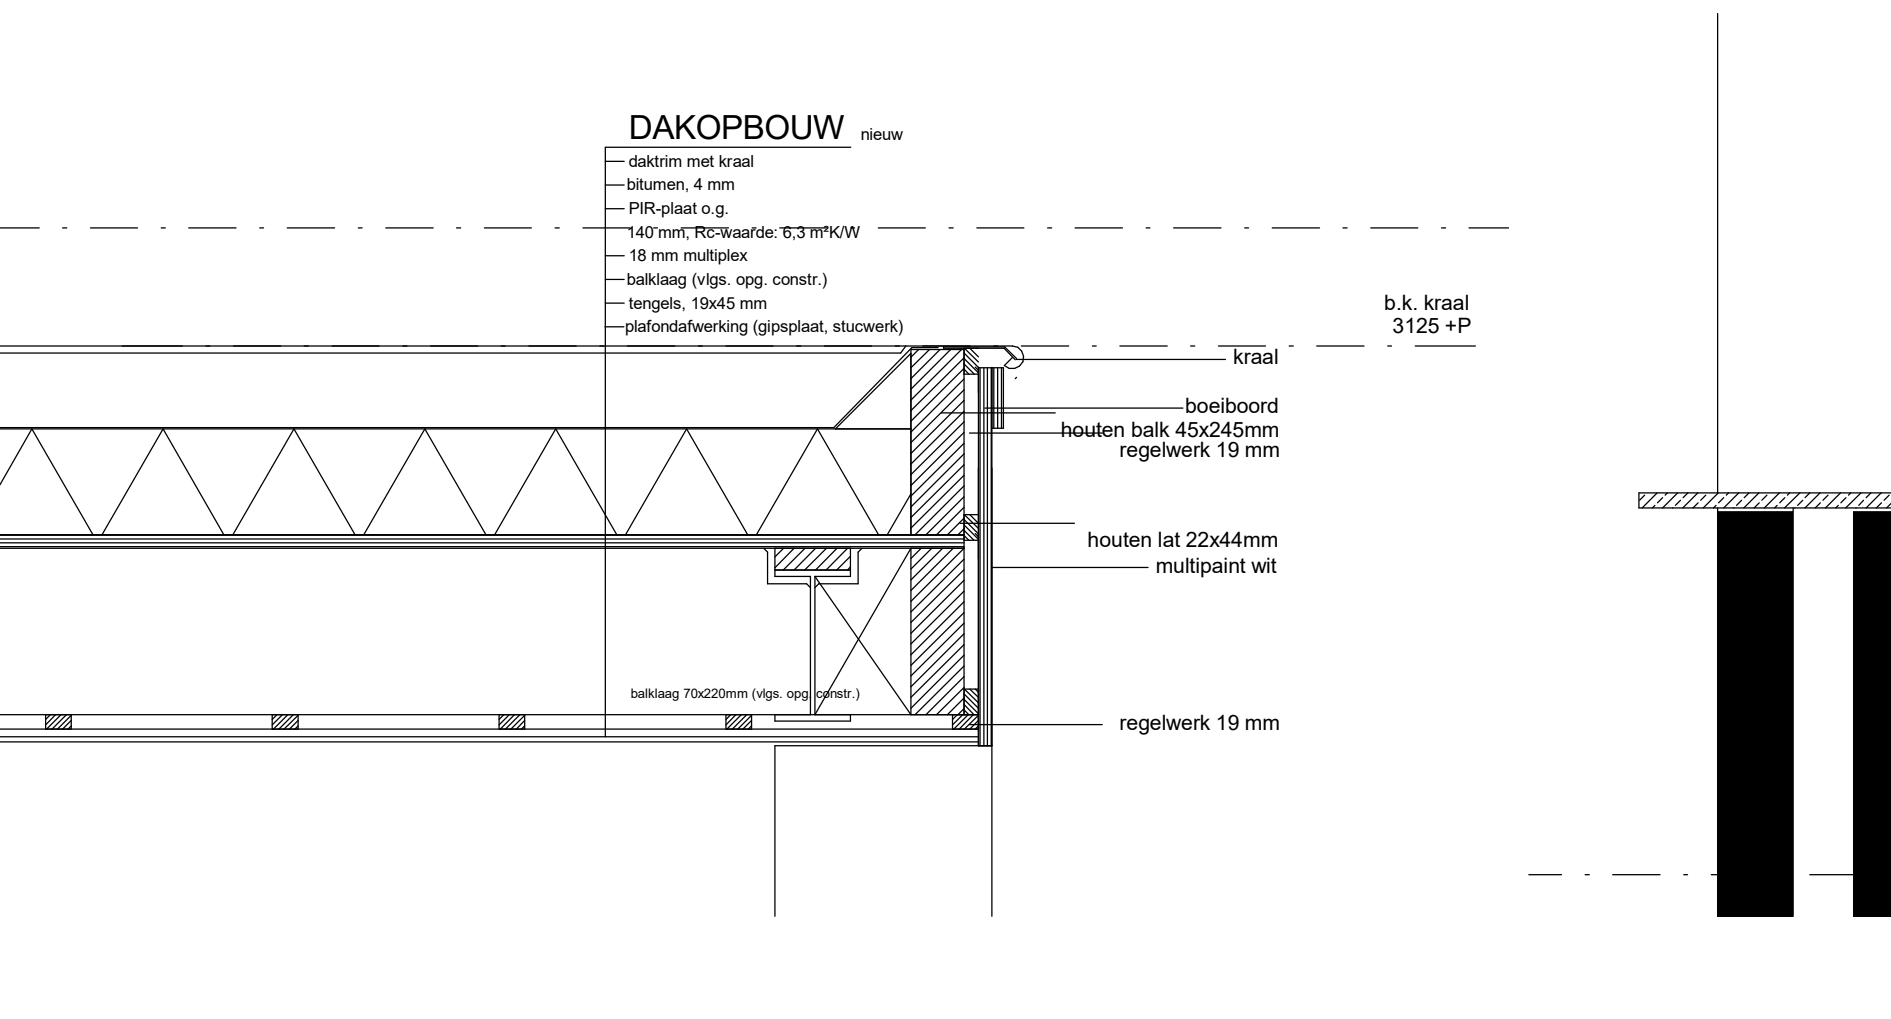 DAKOPBOUW nieuw
daktrim met kraal
bitumen, 4 mm
PIR-plaat o.g.
140 mm, Rc-waarde: 6,3 m²K/W
18 mm multiplex
balklaag (vlgs. opg. constr.)
tengels, 19x45 mm
plafondafwerking (gipsplaat, stucwerk)
b.k. kraal
3125 +P
kraal
boeiboord
houten balk 45x245mm
regelwerk 19 mm
houten lat 22x44mm
multipaint wit
balklaag 70x220mm (vlgs. opg. constr.)
regelwerk 19 mm